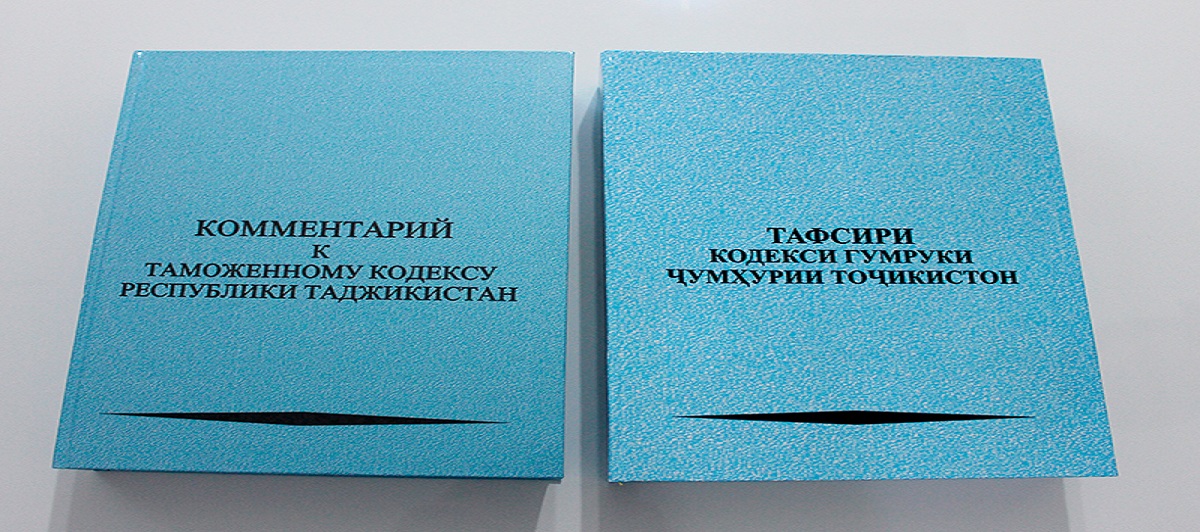 КОММЕНТАРИЙ
К
ТАМОЖЕННОМУ КОДЕКСУ
РЕСПУБЛИКИ ТАДЖИКИСТАН
ТАФСИРИ
КОДЕКСИ ГУМРУКИ
ҶУМҲУРИИ ТОҶИКИСТОН